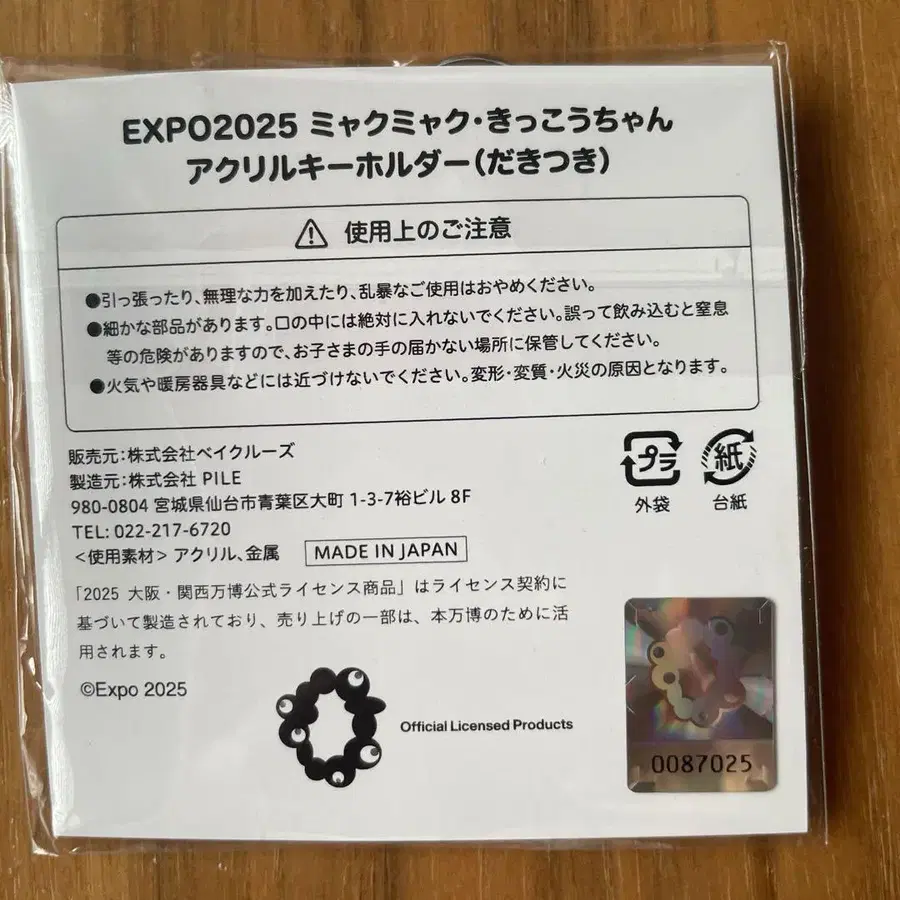 EXPO2025 ミャクミャク・きっこうちゃん
アクリルキーホルダー(だきつき)
使用上のご注意
●引っ張ったり、無理な力を加えたり、乱暴なご使用はおやめください。
●細かな部品があります。口の中には絶対に入れないでください。誤って飲み込むと窒息
等の危険がありますので、お子さまの手の届かない場所に保管してください。
●火気や暖房器具などには近づけないでください。変形・変質・火災の原因となります。
販売元:株式会社ベイクルーズ
製造元:株式会社 PILE
980-0804 宮城県仙台市青葉区大町 1-3-7裕ビル 8F
TEL: 022-217-6720
<使用素材> アクリル、金属
MADE IN JAPAN
プラ
外袋
紙
台紙
「2025 大阪・関西万博公式ライセンス商品」はライセンス契約に
基づいて製造されており、売り上げの一部は、本万博のために活
用されます。
©Expo 2025
Official Licensed Products
0087025